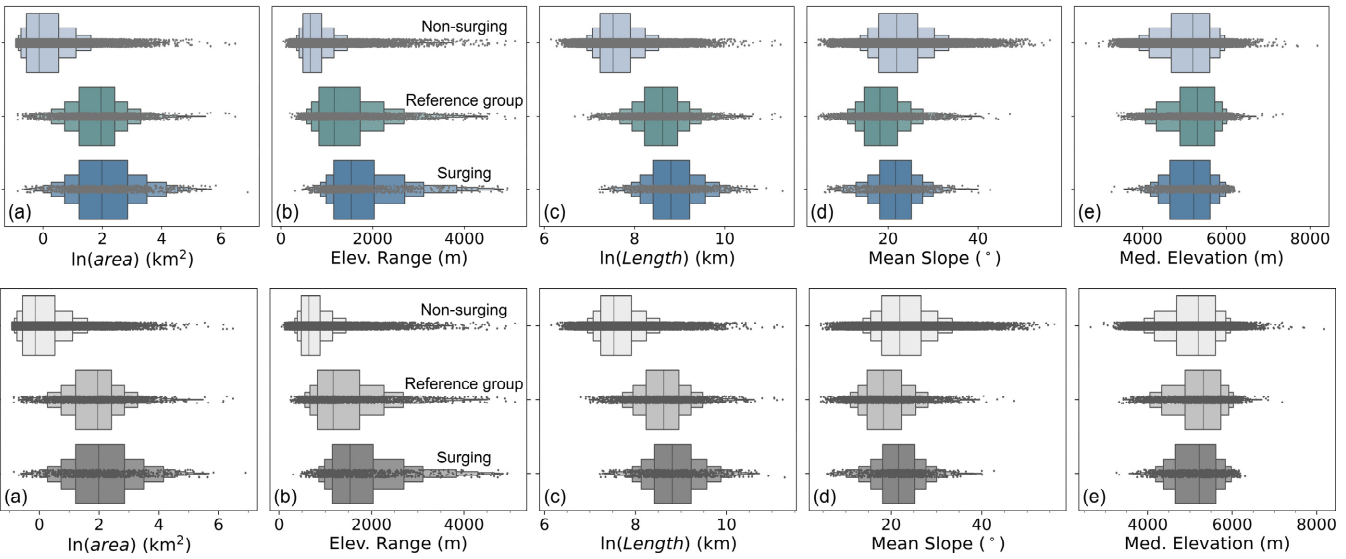 Non-surging
Reference group
Surging
(a) (b) (c) (d) (e)
0 2 4 6 0 2000 4000 6 8 10 20 40 4000 6000 8000
ln(area) (km²) Elev. Range (m) ln(Length) (km) Mean Slope (°) Med. Elevation (m)
Non-surging
Reference group
Surging
(a) (b) (c) (d) (e)
0 2 4 6 0 2000 4000 6 8 10 20 40 4000 6000 8000
ln(area) (km²) Elev. Range (m) ln(Length) (km) Mean Slope (°) Med. Elevation (m)